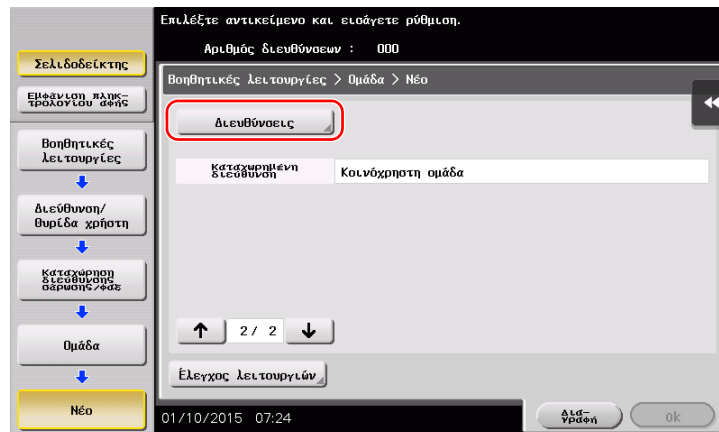 Επιλέξτε αντικείμενο και εισάγετε ρύθμιση.
Αριθμός διευθύνσεων : 000
Σελιδοδείκτης
Εμφάνιση πληκ-
τρολογίου αφής
Βοηθητικές λειτουργίες > Ομάδα > Νέο
Διευθύνσεις
Βοηθητικές
λειτουργίες
Καταχωρημένη
διεύθυνση
Κοινόχρηστη ομάδα
Διεύθυνση/
θυρίδα χρήστη
Καταχώρηση
διεύθυνσης
σάρωσης/φαξ
2/ 2
Ομάδα
Έλεγχος λειτουργιών
Νέο
01/10/2015 07:24
Δια-
γραφή
ok